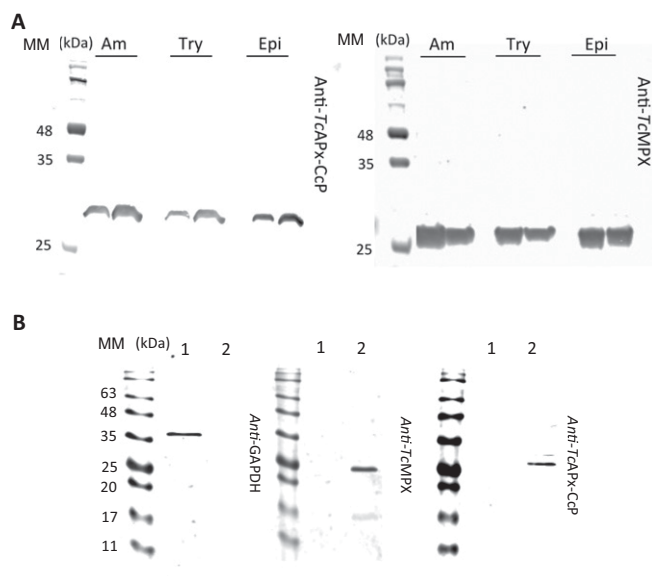 A
MM (kDa) Am Try Epi
48
35
25
Anti-TcAPx-CcP
MM (kDa) Am Try Epi
48
35
25
Anti-TcMPX
B
MM (kDa) 1 2
63
48
35
25
20
17
11
Anti-GAPDH
1 2
Anti-TcMPX
1 2
Anti-TcAPx-CcP